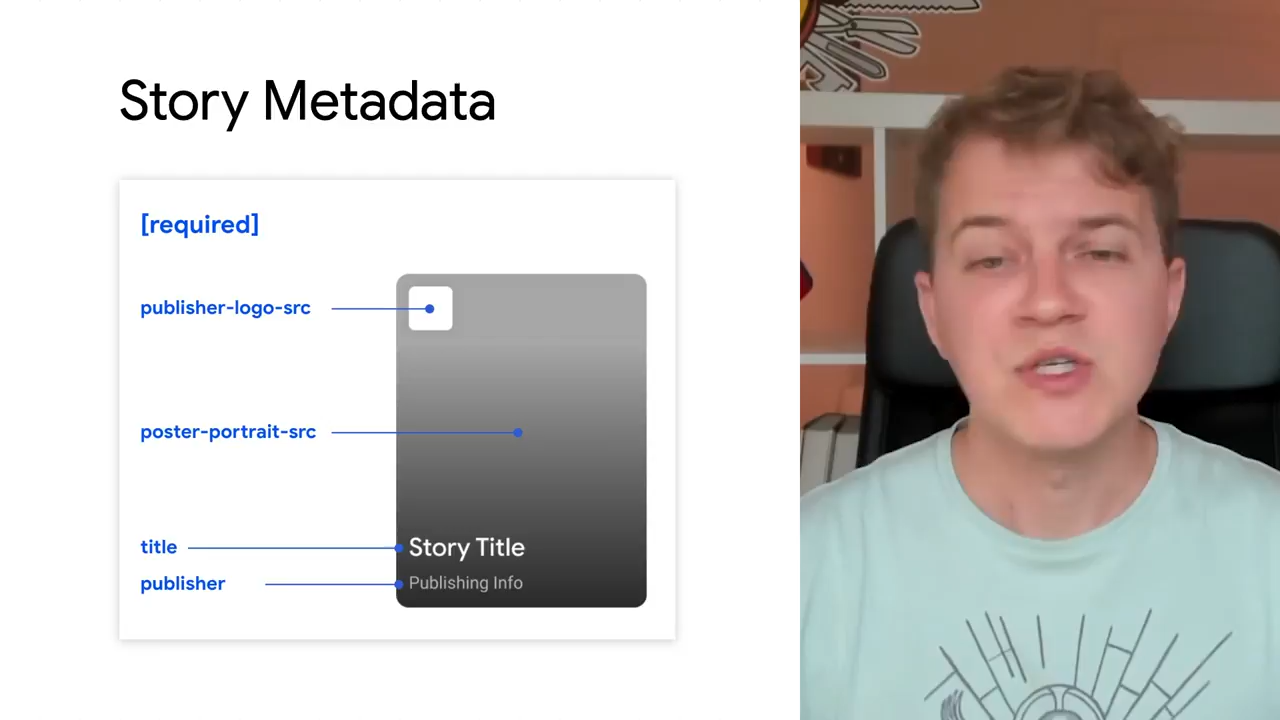 Story Metadata
[required]
publisher-logo-src
poster-portrait-src
title
Story Title
publisher
Publishing Info